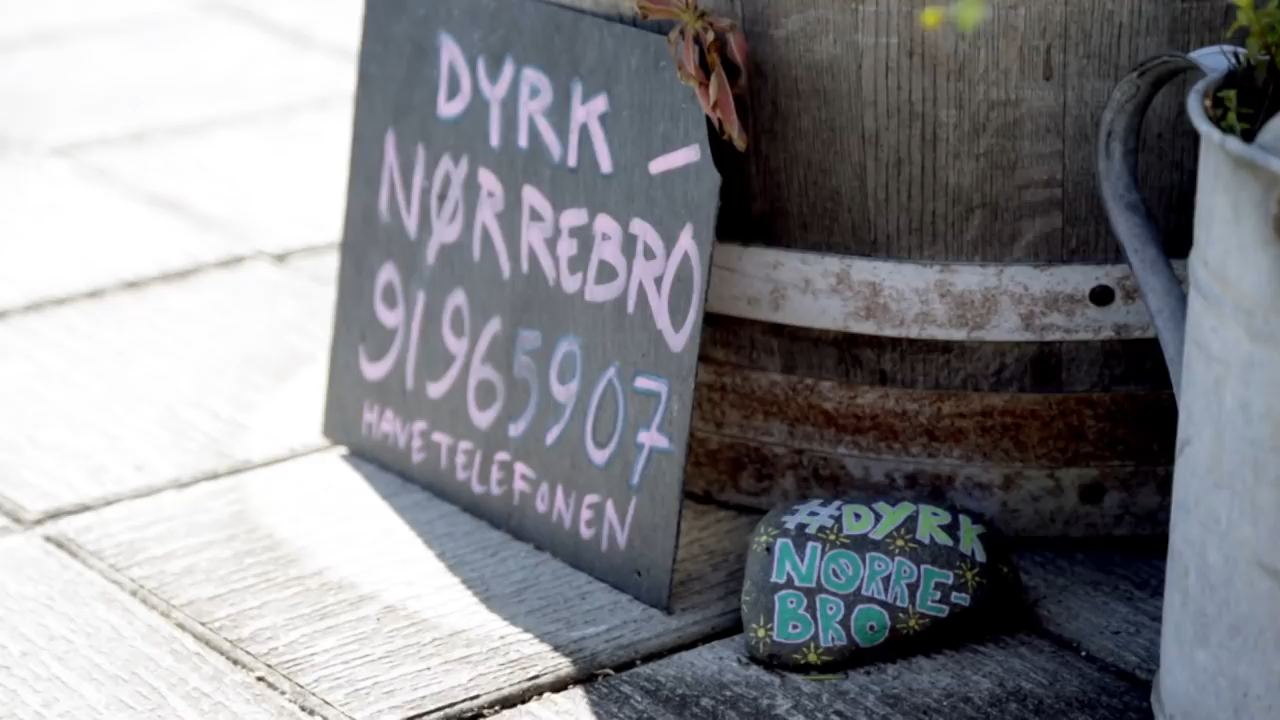 DYRK -
NØRREBRO
91965907
HAVETELEFONEN
#DYRK
NØRRE-
BRO